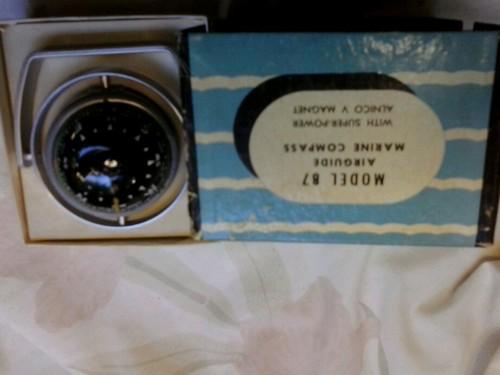 MODEL 87
AIRGUIDE
MARINE COMPASS
WITH SUPER-POWER
ALNICO V MAGNET